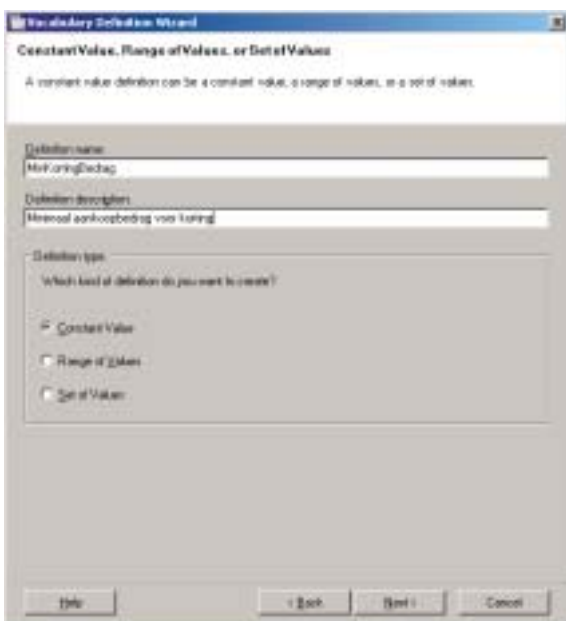 Vocabulary Definition Wizard
Constant Value, Range of Values, or Set of Values
A constant value definition can be a constant value, a range of values, or a set of values.
Definition name:
MinKortingBedrag
Definition description:
Minimaal aankoopbedrag voor korting
Definition type
Which kind of definition do you want to create?
Constant Value
Range of Values
Set of Values
Help
< Back
Next >
Cancel